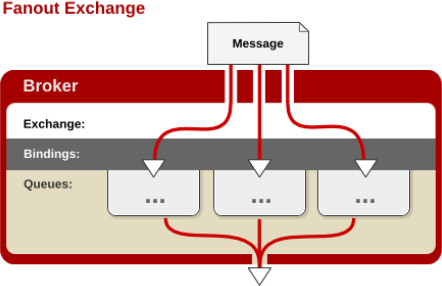 Fanout Exchange
Message
Broker
Exchange:
Bindings:
Queues:
... ... ...